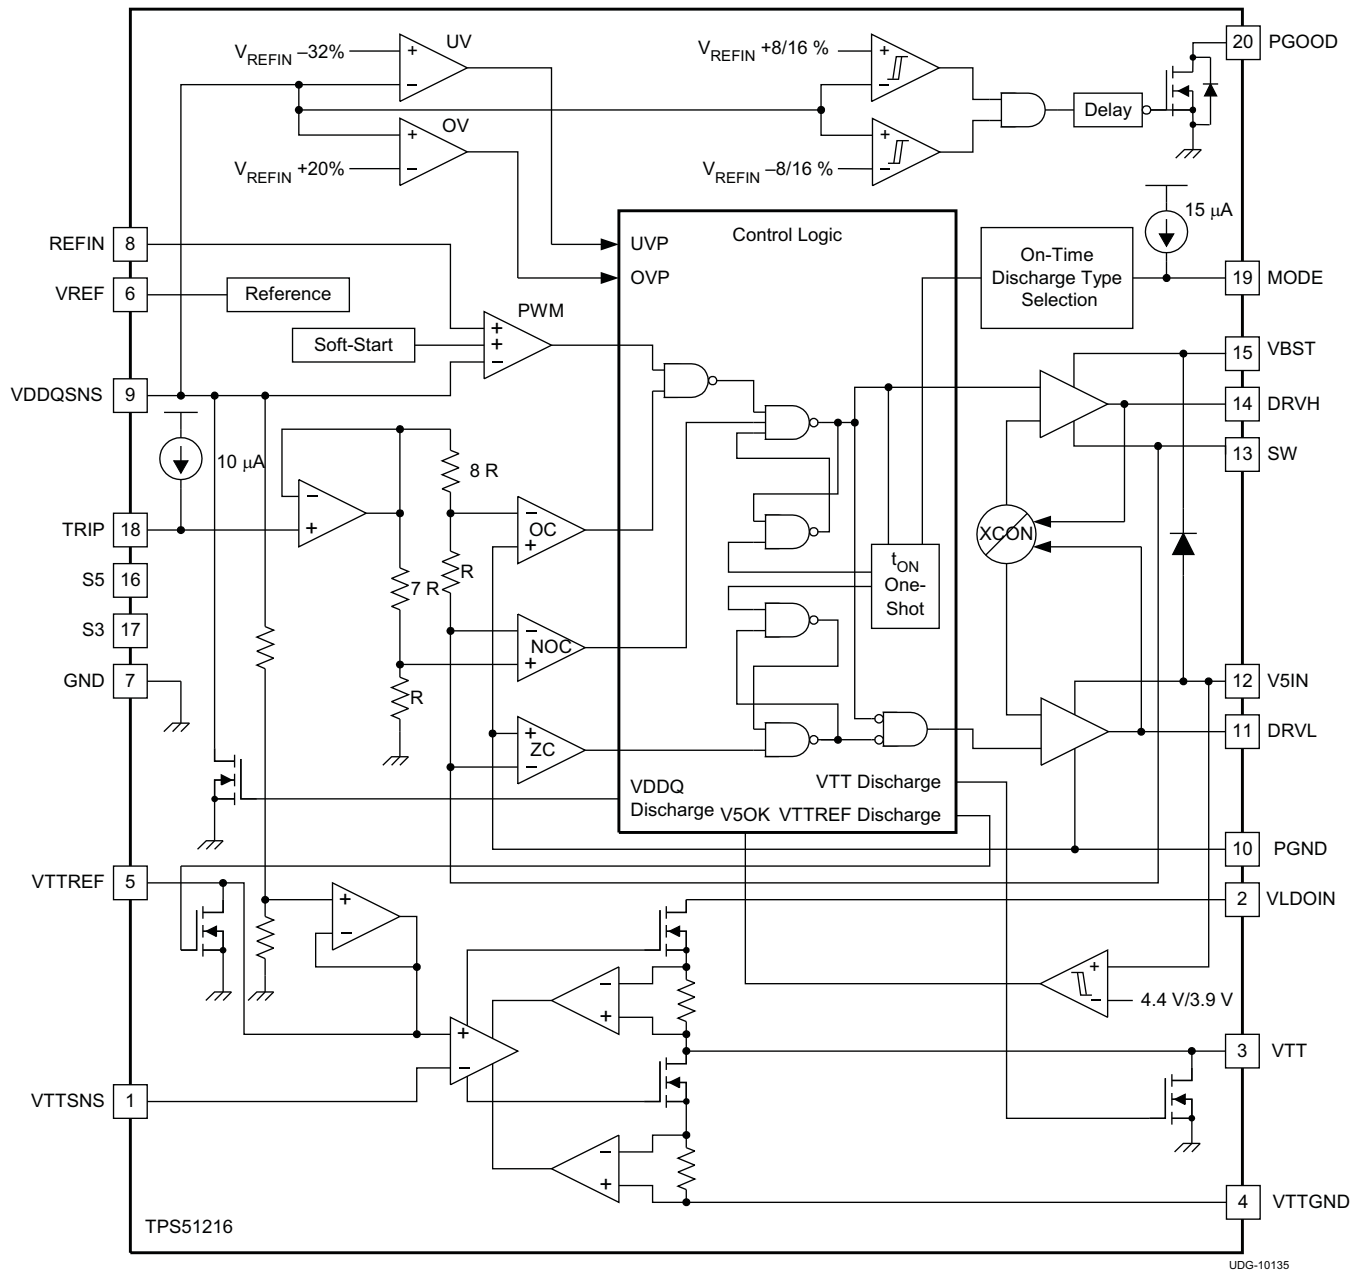 UV
V_REFIN –32%
+
–
OV
+
–
V_REFIN +20%
V_REFIN +8/16 %
+
–
+
–
V_REFIN –8/16 %
Delay
20 PGOOD
15 μA
REFIN 8
UVP
Control Logic
OVP
On-Time
Discharge Type
Selection
19 MODE
VREF 6
Reference
PWM
Soft-Start
+
+
–
15 VBST
14 DRVH
13 SW
VDDQSNS 9
10 μA
8 R
–
+
TRIP 18
–
OC
+
XCON
S5 16
7 R
R
tON
One-
Shot
S3 17
–
NOC
+
GND 7
R
12 V5IN
11 DRVL
+
ZC
–
VDDQ
Discharge
VTT Discharge
V5OK
VTTREF Discharge
10 PGND
VTTREF 5
+
–
2 VLDOIN
–
+
+
–
4.4 V/3.9 V
+
–
3 VTT
VTTSNS 1
–
+
4 VTTGND
TPS51216
UDG-10135